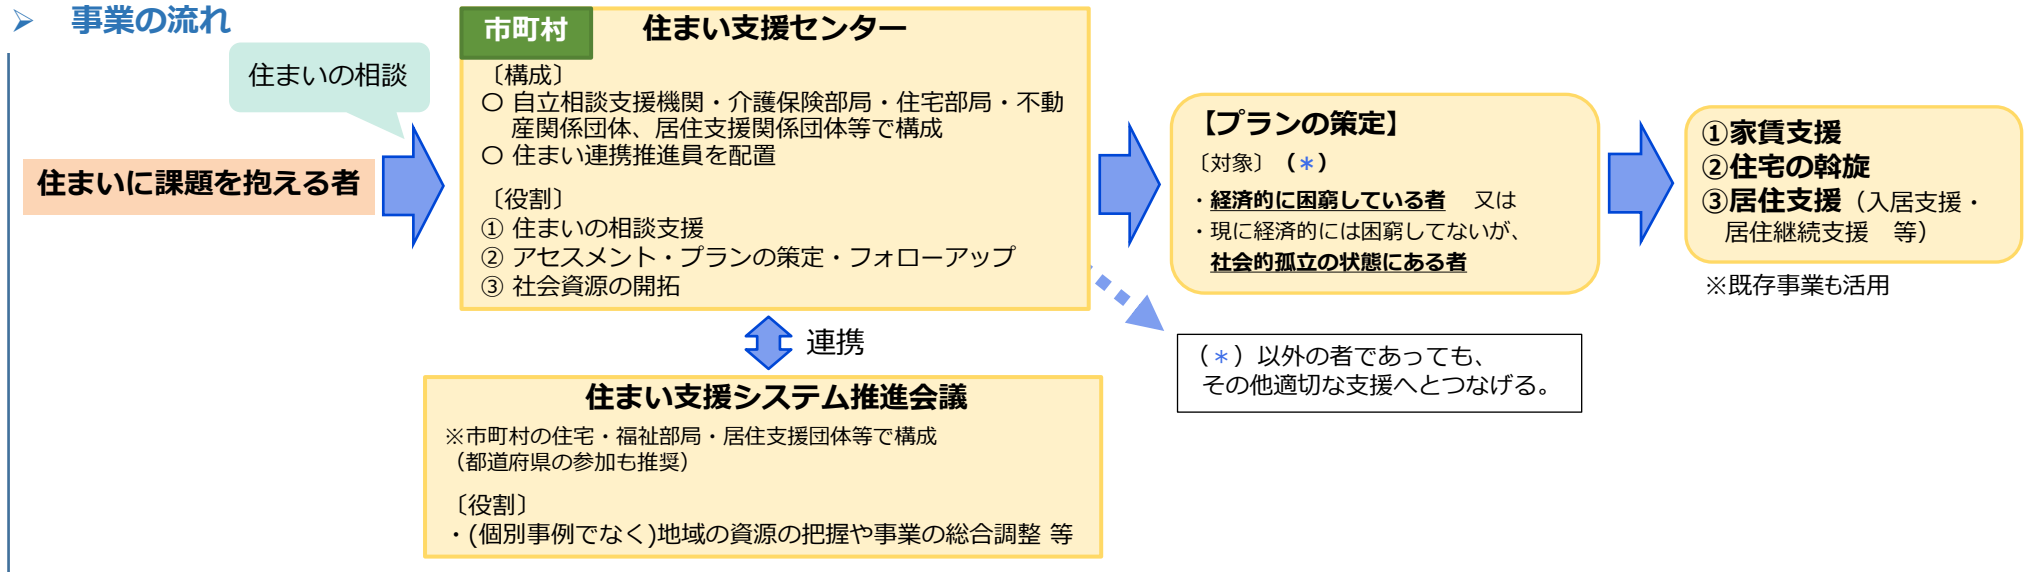 ➢ 事業の流れ
住まいの相談
住まいに課題を抱える者
市町村
住まい支援センター
〔構成〕
〇 自立相談支援機関・介護保険部局・住宅部局・不動
産関係団体、居住支援関係団体等で構成
〇 住まい連携推進員を配置
〔役割〕
① 住まいの相談支援
② アセスメント・プランの策定・フォローアップ
③ 社会資源の開拓
連携
住まい支援システム推進会議
※市町村の住宅・福祉部局・居住支援団体等で構成
(都道府県の参加も推奨)
〔役割〕
・(個別事例でなく)地域の資源の把握や事業の総合調整 等
【プランの策定】
〔対象〕(＊)
・経済的に困窮している者 又は
・現に経済的には困窮してないが、
社会的孤立の状態にある者
(＊)以外の者であっても、
その他適切な支援へとつなげる。
①家賃支援
②住宅の斡旋
③居住支援(入居支援・
居住継続支援 等)
※既存事業も活用